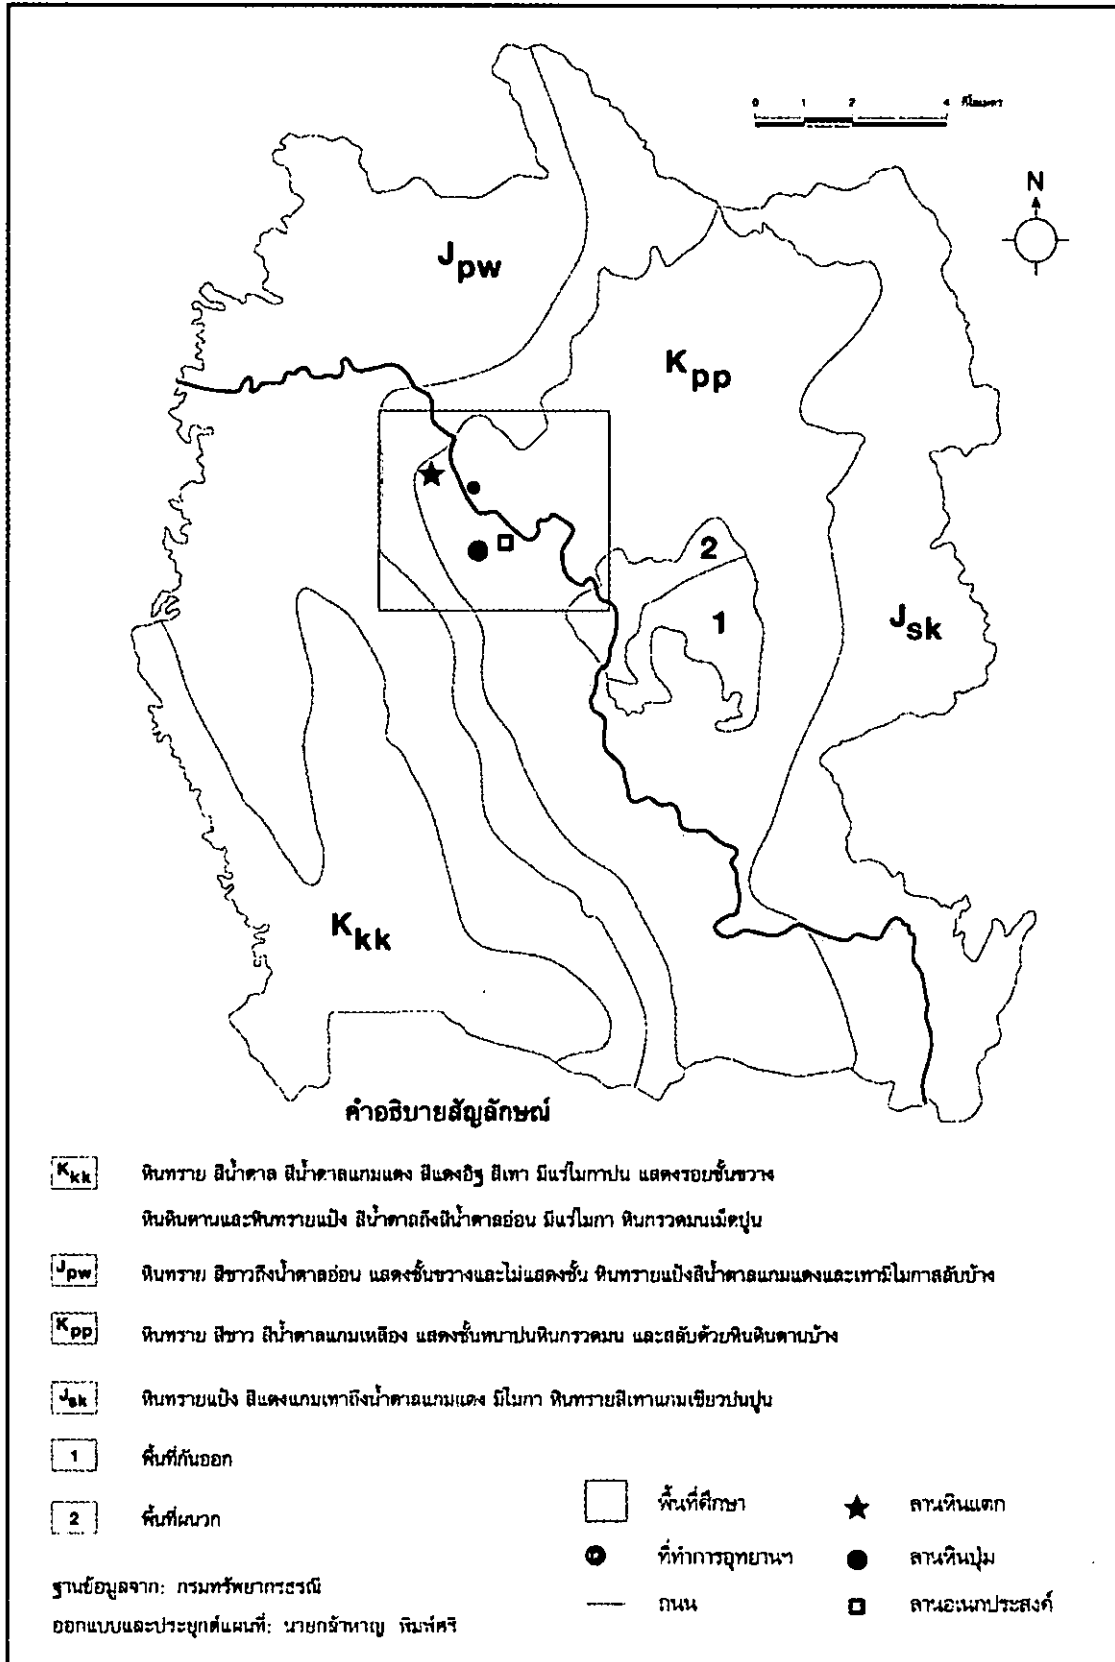 0 1 2 4 กิโลเมตร
N
Jpw
Kpp
2
1
Jsk
Kkk
คำอธิบายสัญลักษณ์
Kkk หินทราย สีน้ำตาล สีน้ำตาลแกมแดง สีแดงอิฐ สีเทา มีแร่ไมกาปน แสดงรอยชั้นขวาง
หินดินดานและหินทรายแป้ง สีน้ำตาลถึงสีน้ำตาลอ่อน มีแร่ไมกา หินกรวดมนเม็ดปูน
Jpw หินทราย สีขาวถึงน้ำตาลอ่อน แสดงชั้นขวางและไม่แสดงชั้น หินทรายแป้งสีน้ำตาลแกมแดงและเทามีไมกาสลับบ้าง
Kpp หินทราย สีขาว สีน้ำตาลแกมเหลือง แสดงชั้นหนาปนหินกรวดมน และสลับด้วยหินดินดานบ้าง
Jsk หินทรายแป้ง สีแดงแกมเทาถึงน้ำตาลแกมแดง มีไมกา หินทรายสีเทาแกมเขียวปนปูน
1 พื้นที่กันออก
2 พื้นที่ผนวก
พื้นที่ศึกษา
ลานหินแตก
ที่ทำการอุทยานฯ
ลานหินปุ่ม
ถนน
ลานอเนกประสงค์
ฐานข้อมูลจาก: กรมทรัพยากรธรณี
ออกแบบและประยุกต์แผนที่: นายกล้าหาญ พิมพ์ศรี